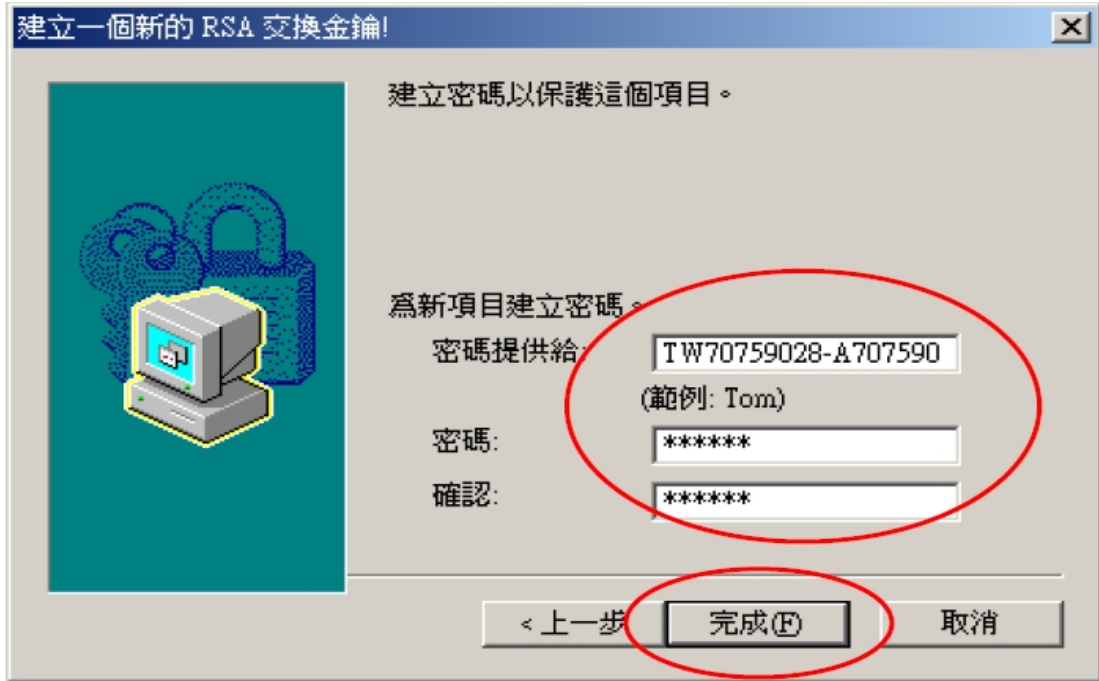 建立一個新的 RSA 交換金鑰!
建立密碼以保護這個項目。
爲新項目建立密碼。
密碼提供給: TW70759028-A707590
(範例: Tom)
密碼: ******
確認: ******
<上一步 完成(F) 取消